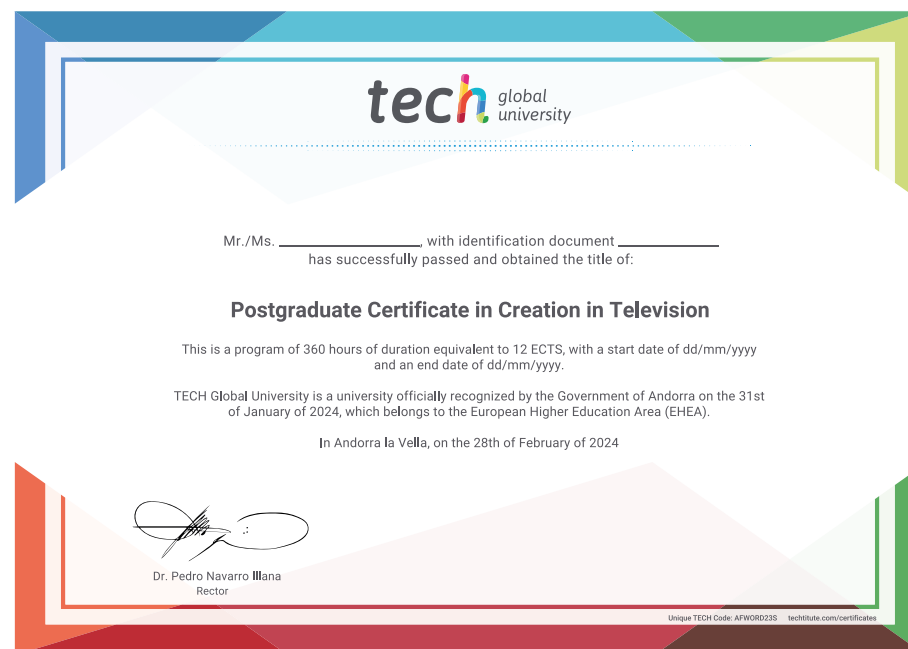 tech global
university
Mr./Ms. ____________________, with identification document ______________
has successfully passed and obtained the title of:
Postgraduate Certificate in Creation in Television
This is a program of 360 hours of duration equivalent to 12 ECTS, with a start date of dd/mm/yyyy
and an end date of dd/mm/yyyy.
TECH Global University is a university officially recognized by the Government of Andorra on the 31st
of January of 2024, which belongs to the European Higher Education Area (EHEA).
In Andorra la Vella, on the 28th of February of 2024
Dr. Pedro Navarro Illana
Rector
Unique TECH Code: AFWORD23S techtitute.com/certificates